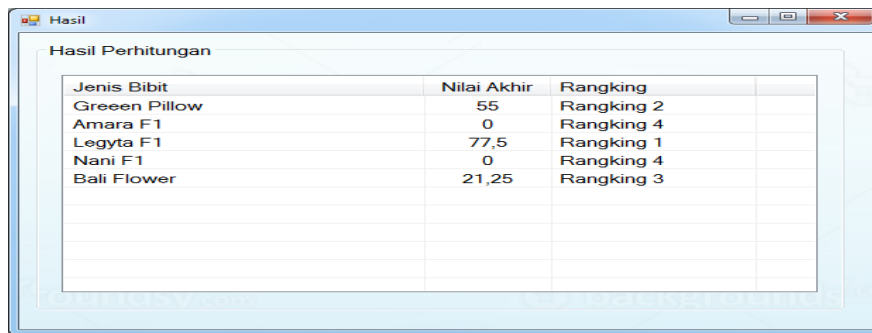 Hasil
Hasil Perhitungan
Jenis Bibit Nilai Akhir Rangking
Greeen Pillow 55 Rangking 2
Amara F1 0 Rangking 4
Legyta F1 77,5 Rangking 1
Nani F1 0 Rangking 4
Bali Flower 21,25 Rangking 3